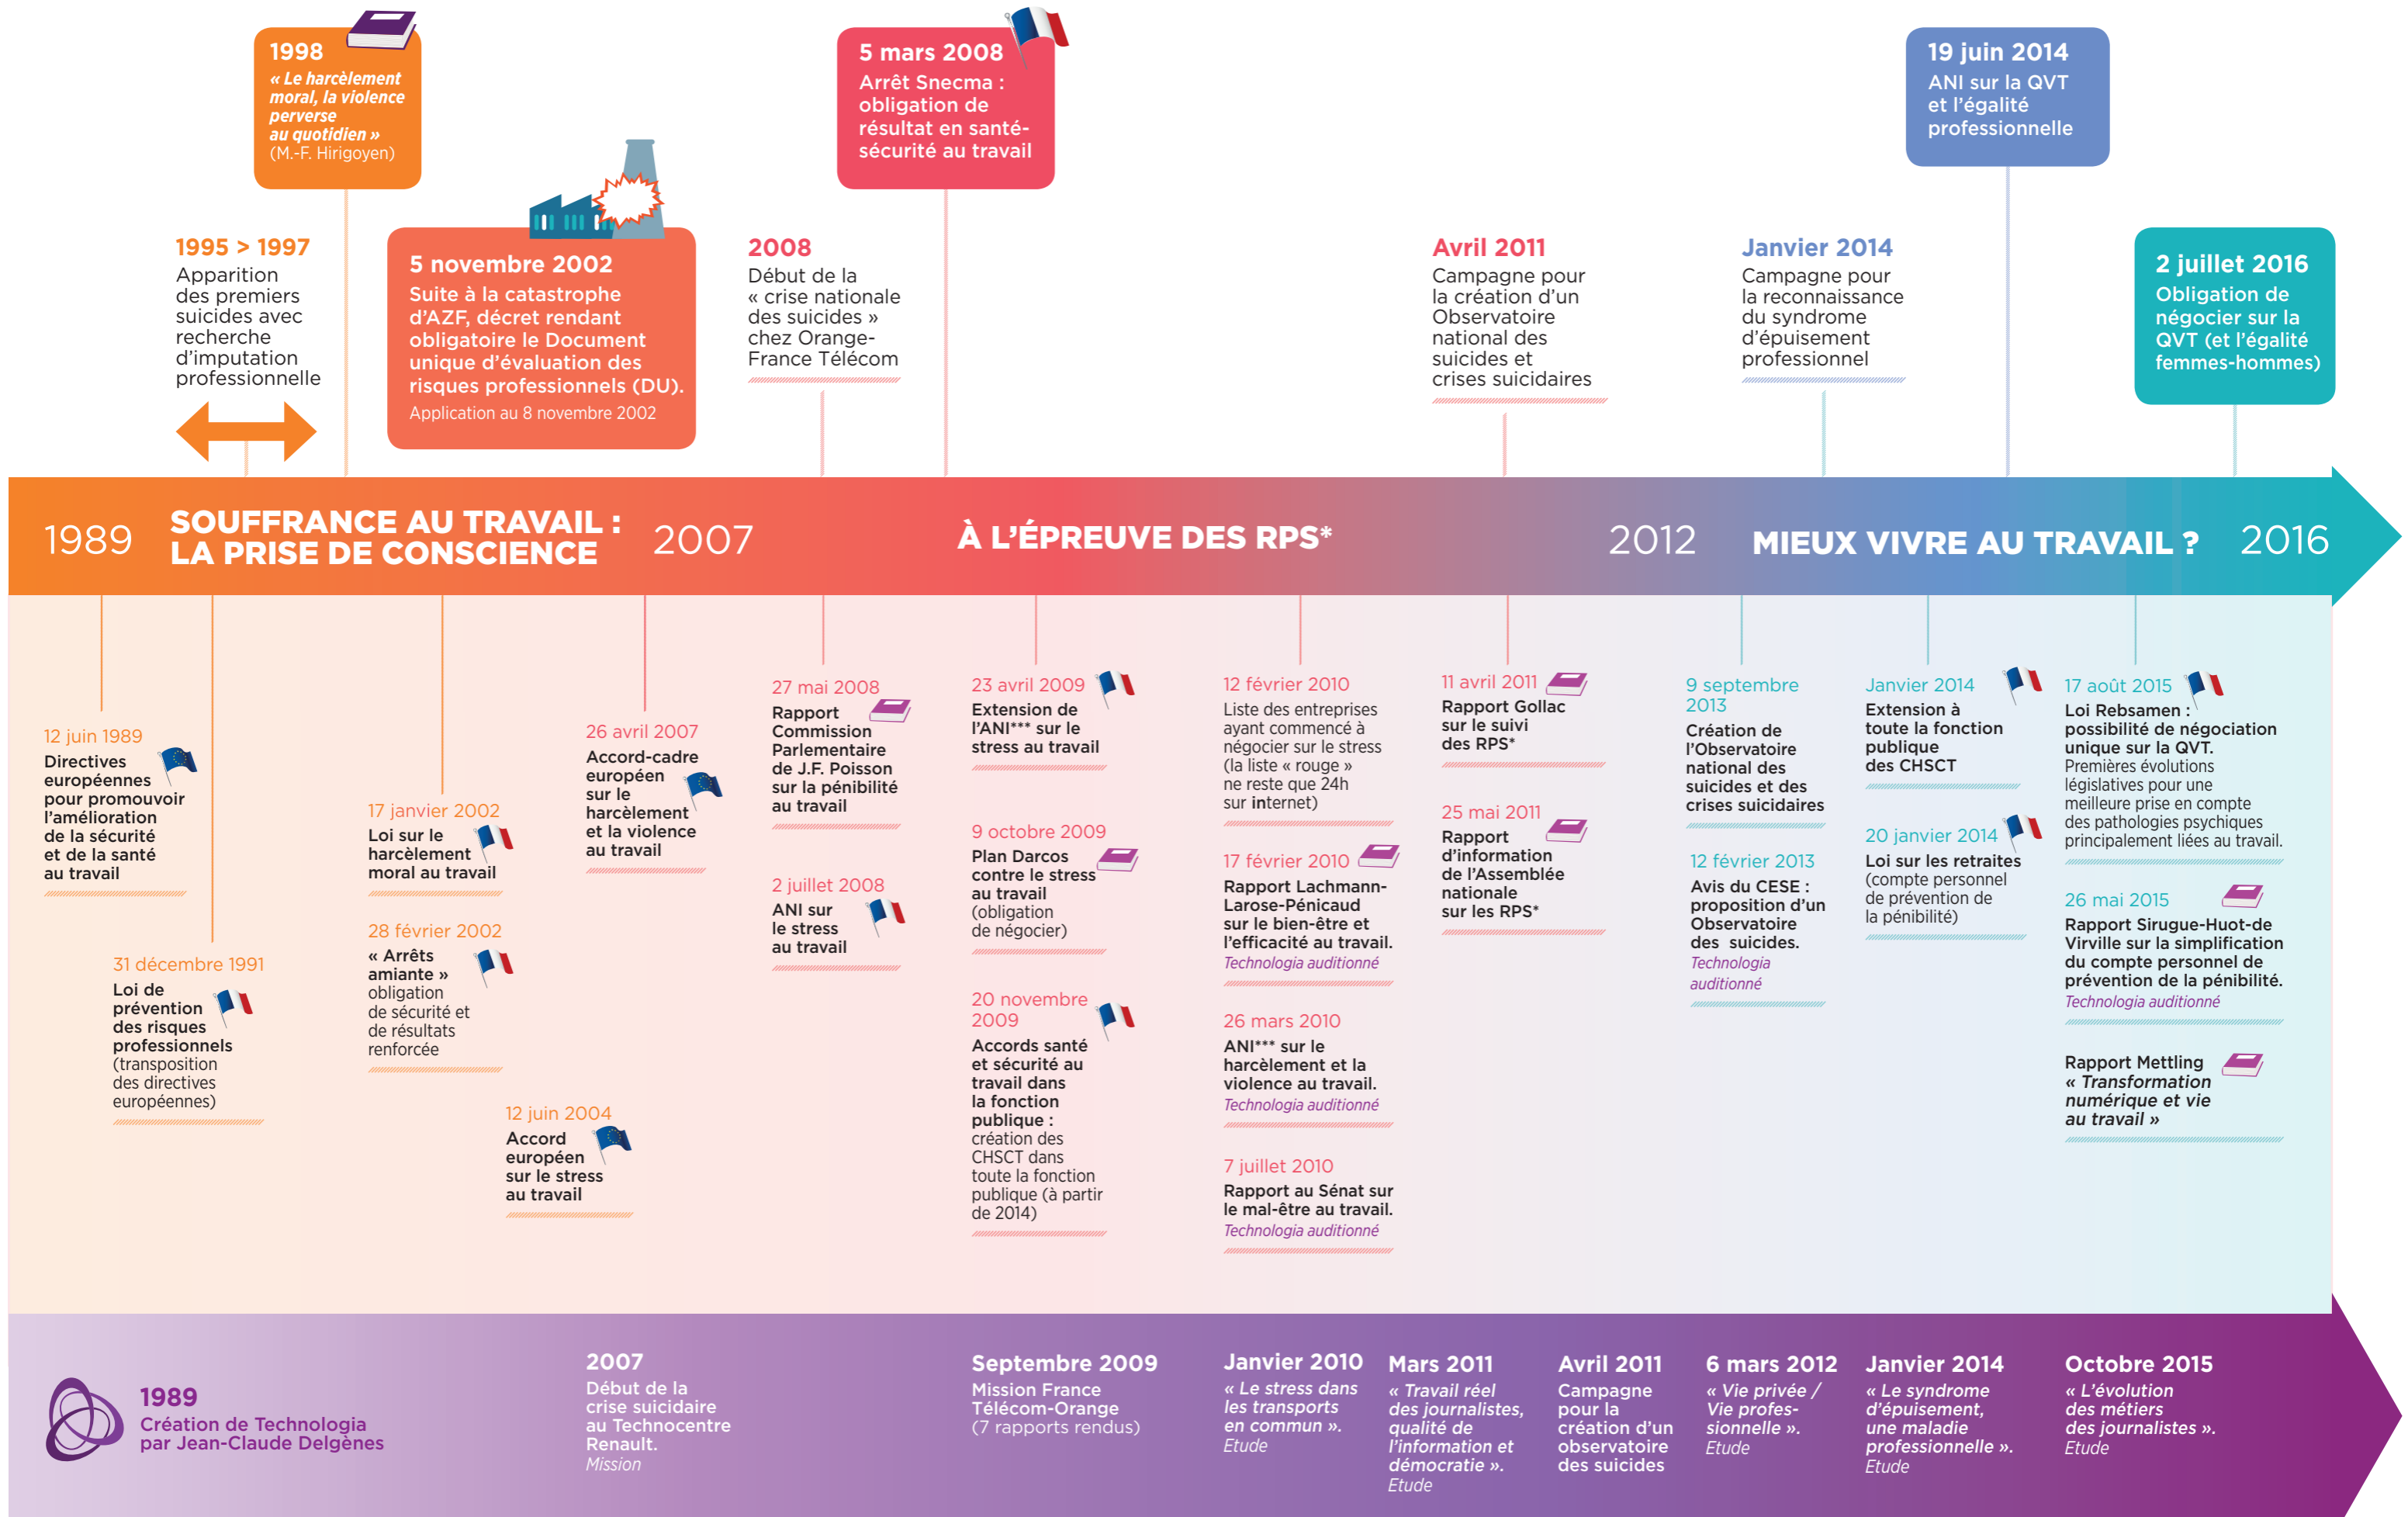 1998
« Le harcèlement
moral, la violence
perverse
au quotidien »
(M.-F. Hirigoyen)
5 mars 2008
Arrêt Snecma :
obligation de
résultat en santé-
sécurité au travail
19 juin 2014
ANI sur la QVT
et l'égalité
professionnelle
1995 > 1997
Apparition
des premiers
suicides avec
recherche
d'imputation
professionnelle
5 novembre 2002
Suite à la catastrophe
d'AZF, décret rendant
obligatoire le Document
unique d'évaluation des
risques professionnels (DU).
Application au 8 novembre 2002
2008
Début de la
« crise nationale
des suicides »
chez Orange-
France Télécom
Avril 2011
Campagne pour
la création d'un
Observatoire
national des
suicides et
crises suicidaires
Janvier 2014
Campagne pour
la reconnaissance
du syndrome
d'épuisement
professionnel
2 juillet 2016
Obligation de
négocier sur la
QVT (et l'égalité
femmes-hommes)
1989
SOUFFRANCE AU TRAVAIL :
LA PRISE DE CONSCIENCE
2007
À L'ÉPREUVE DES RPS*
2012
MIEUX VIVRE AU TRAVAIL ?
2016
12 juin 1989
Directives
européennes
pour promouvoir
l'amélioration
de la sécurité
et de la santé
au travail
31 décembre 1991
Loi de
prévention
des risques
professionnels
(transposition
des directives
européennes)
17 janvier 2002
Loi sur le
harcèlement
moral au travail
28 février 2002
« Arrêts
amiante »
obligation
de sécurité et
de résultats
renforcée
12 juin 2004
Accord
européen
sur le stress
au travail
26 avril 2007
Accord-cadre
européen
sur le
harcèlement
et la violence
au travail
27 mai 2008
Rapport
Commission
Parlementaire
de J.F. Poisson
sur la pénibilité
au travail
2 juillet 2008
ANI sur
le stress
au travail
23 avril 2009
Extension de
l'ANI*** sur le
stress au travail
9 octobre 2009
Plan Darcos
contre le stress
au travail
(obligation
de négocier)
20 novembre
2009
Accords santé
et sécurité au
travail dans
la fonction
publique :
création des
CHSCT dans
toute la fonction
publique (à partir
de 2014)
12 février 2010
Liste des entreprises
ayant commencé à
négocier sur le stress
(la liste « rouge »
ne reste que 24h
sur internet)
17 février 2010
Rapport Lachmann-
Larose-Pénicaud
sur le bien-être et
l'efficacité au travail.
Technologia auditionné
26 mars 2010
ANI*** sur le
harcèlement et la
violence au travail.
Technologia auditionné
7 juillet 2010
Rapport au Sénat sur
le mal-être au travail.
Technologia auditionné
11 avril 2011
Rapport Gollac
sur le suivi
des RPS*
25 mai 2011
Rapport
d'information
de l'Assemblée
nationale
sur les RPS*
9 septembre
2013
Création de
l'Observatoire
national des
suicides et des
crises suicidaires
12 février 2013
Avis du CESE :
proposition d'un
Observatoire
des suicides.
Technologia
auditionné
Janvier 2014
Extension à
toute la fonction
publique
des CHSCT
20 janvier 2014
Loi sur les retraites
(compte personnel
de prévention de
la pénibilité)
17 août 2015
Loi Rebsamen :
possibilité de négociation
unique sur la QVT.
Premières évolutions
législatives pour une
meilleure prise en compte
des pathologies psychiques
principalement liées au travail.
26 mai 2015
Rapport Sirugue-Huot-de
Virville sur la simplification
du compte personnel de
prévention de la pénibilité.
Technologia auditionné
Rapport Mettling
« Transformation
numérique et vie
au travail »
1989
Création de Technologia
par Jean-Claude Delgènes
2007
Début de la
crise suicidaire
au Technocentre
Renault.
Mission
Septembre 2009
Mission France
Télécom-Orange
(7 rapports rendus)
Janvier 2010
« Le stress dans
les transports
en commun ».
Etude
Mars 2011
« Travail réel
des journalistes,
qualité de
l'information et
démocratie ».
Etude
Avril 2011
Campagne
pour la
création d'un
observatoire
des suicides
6 mars 2012
« Vie privée /
Vie profes-
sionnelle ».
Etude
Janvier 2014
« Le syndrome
d'épuisement,
une maladie
professionnelle ».
Etude
Octobre 2015
« L'évolution
des métiers
des journalistes ».
Etude